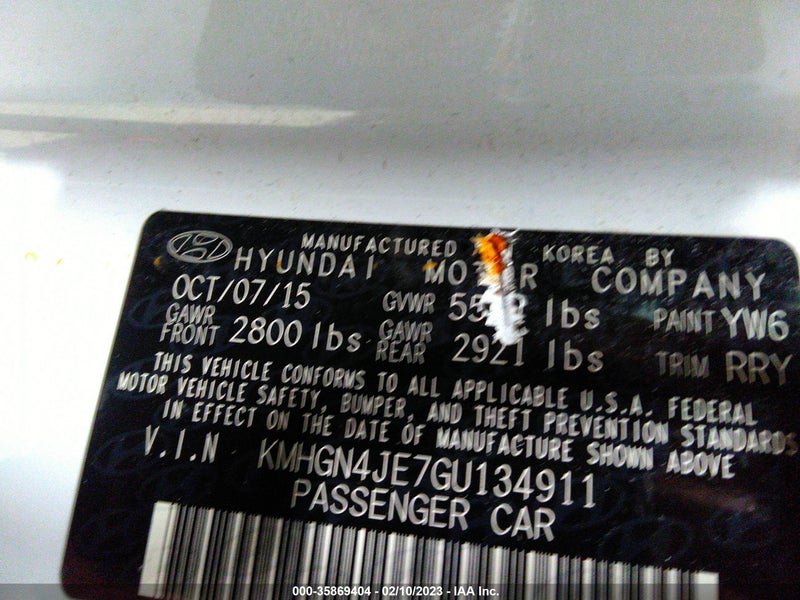 MANUFACTURED KOREA BY
HYUNDAI COMPANY
OCT/07/15 GVWR lbs PAINT YW6
GAWR FRONT 2800 lbs GAWR REAR 2921 lbs TRIM RRY
THIS VEHICLE CONFORMS TO ALL APPLICABLE U.S.A. FEDERAL
MOTOR VEHICLE SAFETY, BUMPER, AND THEFT PREVENTION STANDARDS
IN EFFECT ON THE DATE OF MANUFACTURE SHOWN ABOVE
V.I.N KMHGN4JE7GU134911
PASSENGER CAR
000-35869404 - 02/10/2023 - IAA Inc.